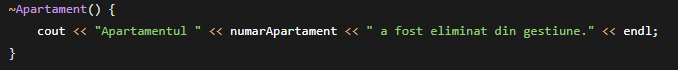 ~Apartament() {
    cout << "Apartamentul " << numarApartament << " a fost eliminat din gestiune." << endl;
}